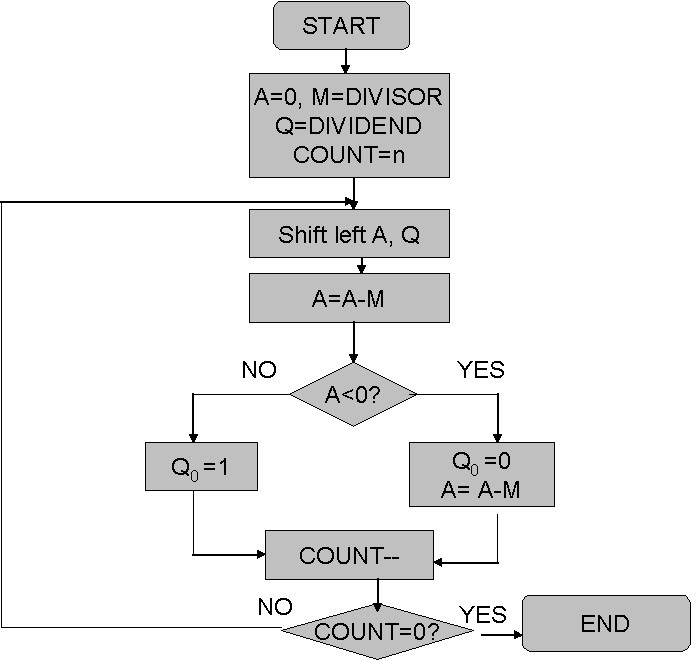 START
A=0, M=DIVISOR
Q=DIVIDEND
COUNT=n
Shift left A, Q
A=A-M
NO
YES
A<0?
Q0 =1
Q0 =0
A= A-M
COUNT--
NO
YES
COUNT=0?
END